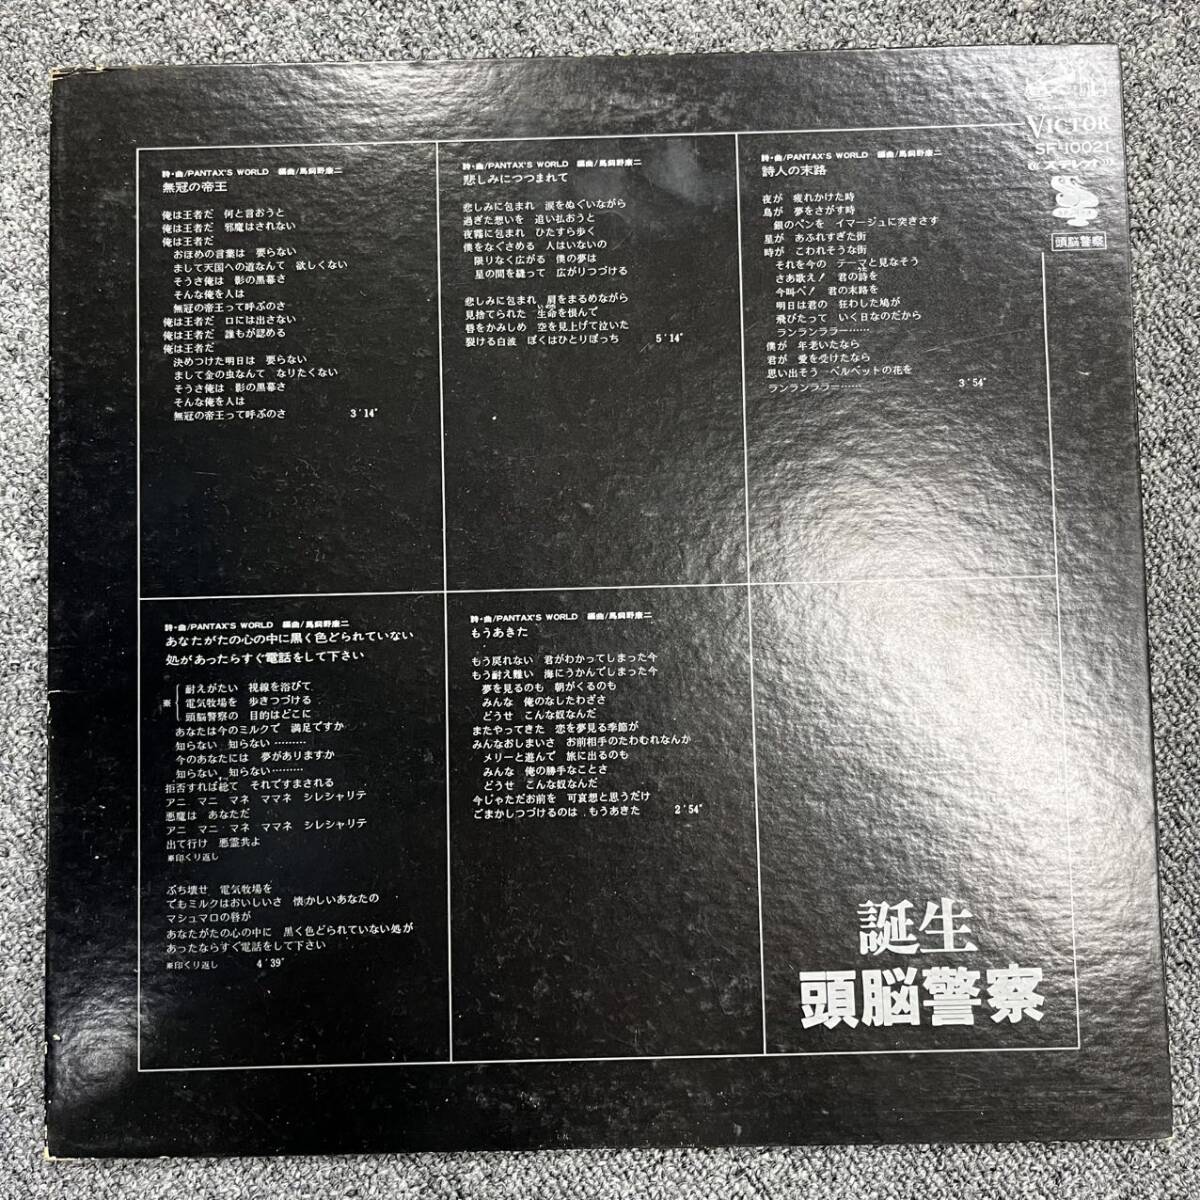 詩・曲/PANTAX'S WORLD 編曲/馬飼野康二
無冠の帝王
俺は王者だ 何と言おうと
俺は王者だ 邪魔はされない
俺は王者だ
おほめの言葉は 要らない
まして天国への道なんて 欲しくない
そうさ俺は 影の黒幕さ
そんな俺を人は
無冠の帝王って呼ぶのさ
俺は王者だ 口には出さない
俺は王者だ 誰もが認める
俺は王者だ
決めつけた明日は 要らない
まして金の虫なんて なりたくない
そうさ俺は 影の黒幕さ
そんな俺を人は
無冠の帝王って呼ぶのさ 3'14"
詩・曲/PANTAX'S WORLD 編曲/馬飼野康二
悲しみにつつまれて
悲しみに包まれ 涙をぬぐいながら
過ぎた想いを 追い払おうと
夜霧に包まれ ひたすら歩く
僕をなぐさめる 人はいないの
限りなく広がる 僕の夢は
星の間を縫って 広がりつづける
悲しみに包まれ 肩をまるめながら
見捨てられた 生命を恨んで
唇をかみしめ 空を見上げて泣いた
裂ける白波 ぼくはひとりぼっち 5'14"
詩・曲/PANTAX'S WORLD 編曲/馬飼野康二
詩人の末路
夜が 疲れかけた時
鳥が 夢をさがす時
銀のペンを イマージュに突きさす
星が あふれすぎた街
時が こわれそうな街
それを今の テーマと見なそう
さあ歌え! 君の詩を
今叫べ! 君の末路を
明日は君の 狂わした鳩が
飛びたって いく日なのだから
ランランララー……
僕が 年老いたなら
君が 愛を受けたなら
思い出そう ベルベットの花を
ランランララー…… 3'54"
VICTOR
SF-10021
ステレオ
頭脳警察
詩・曲/PANTAX'S WORLD 編曲/馬飼野康二
あなたがたの心の中に黒く色どられていない
処があったらすぐ電話をして下さい
耐えがたい 視線を浴びて
※ 電気牧場を 歩きつづける
頭脳警察の 目的はどこに
あなたは今のミルクで 満足ですか
知らない 知らない………
今のあなたには 夢がありますか
知らない 知らない………
拒否すれば総て それですまされる
アニ マニ マネ ママネ シレシャリテ
悪魔は あなただ
アニ マニ マネ ママネ シレシャリテ
出て行け 悪霊共よ
※印くり返し
ぶち壊せ 電気牧場を
でもミルクはおいしいさ 懐かしいあなたの
マシュマロの唇が
あなたがたの心の中に 黒く色どられていない処が
あったならすぐ電話をして下さい
※印くり返し 4'39"
詩・曲/PANTAX'S WORLD 編曲/馬飼野康二
もうあきた
もう戻れない 君がわかってしまった今
もう耐え難い 海にうかんでしまった今
夢を見るのも 朝がくるのも
みんな 俺のなしたわざさ
どうせ こんな奴なんだ
またやってきた 恋を夢見る季節が
みんなおしまいさ お前相手のたわむれなんか
メリーと遊んで 旅に出るのも
みんな 俺の勝手なことさ
どうせ こんな奴なんだ
今じゃただお前を 可哀想と思うだけ
ごまかしつづけるのは もうあきた 2'54"
誕生
頭脳警察